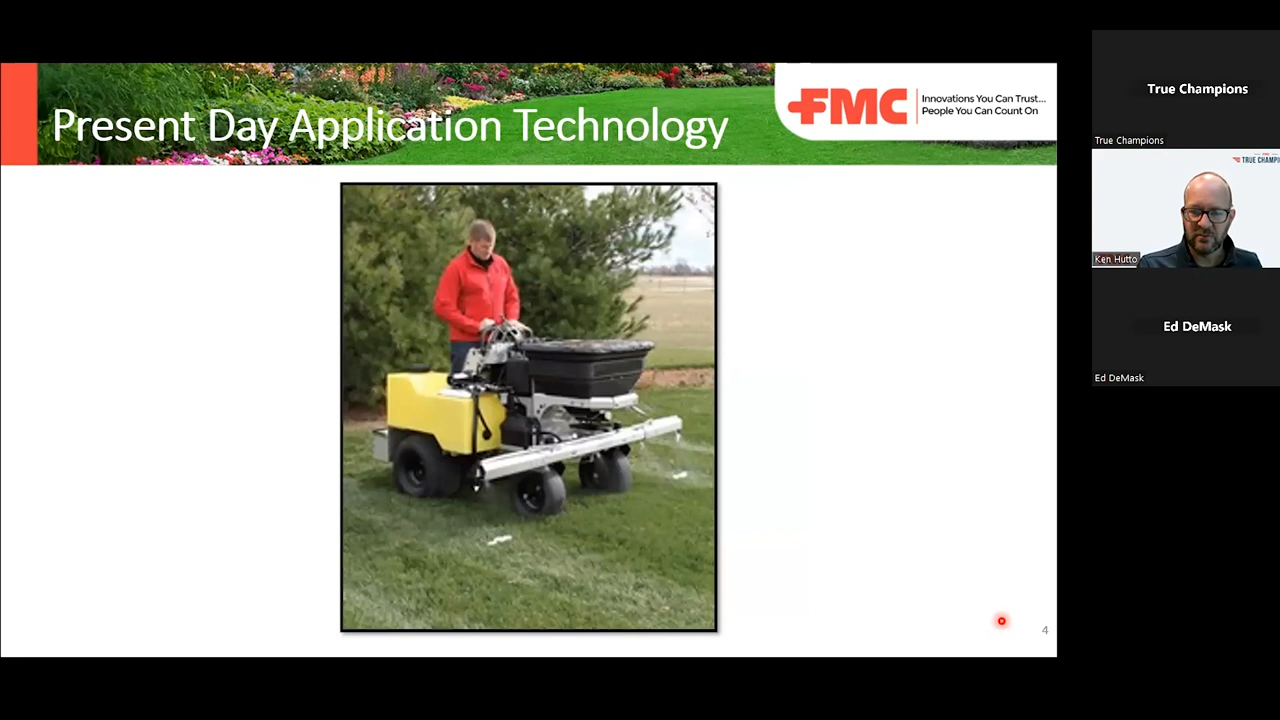 Present Day Application Technology
FMC
Innovations You Can Trust...
People You Can Count On
4
True Champions
True Champions
TRUE CHAMPI
Ken Hutto
Ed DeMask
Ed DeMask